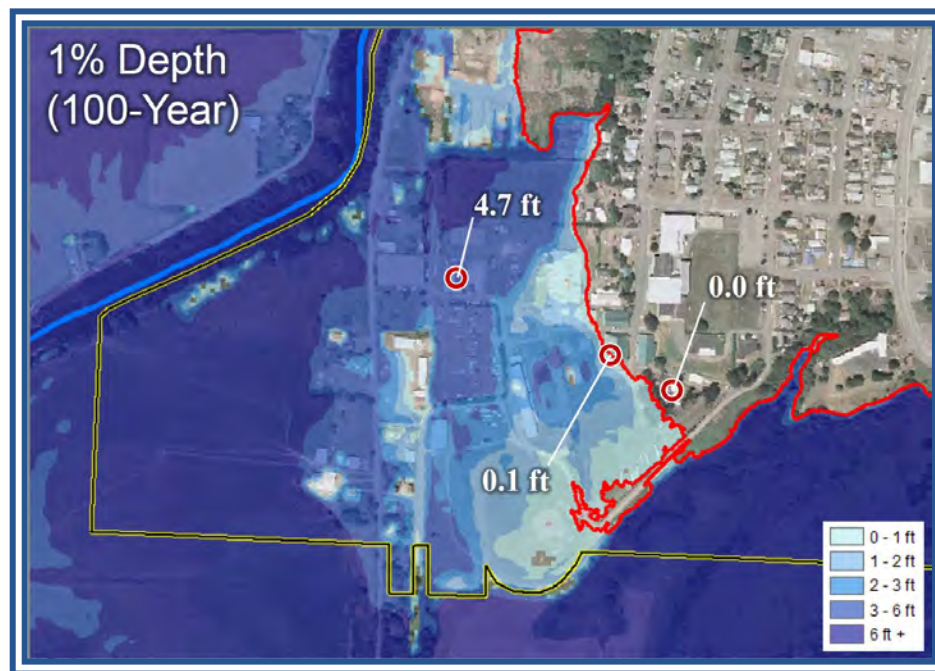 1% Depth
(100-Year)
4.7 ft
0.0 ft
0.1 ft
0 - 1 ft
1 - 2 ft
2 - 3 ft
3 - 6 ft
6 ft +